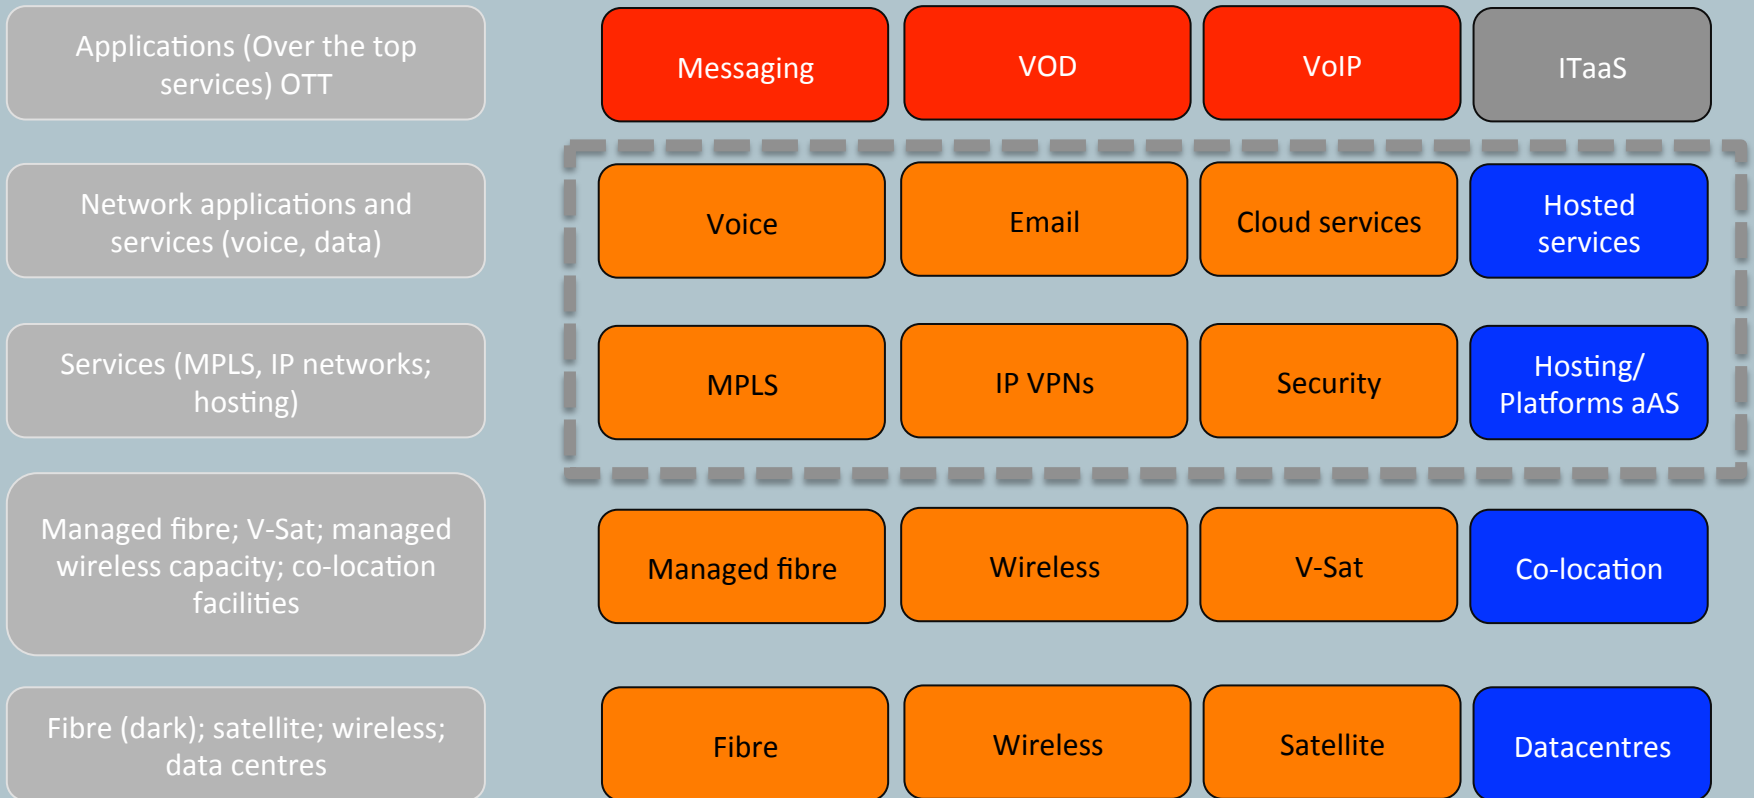 Applications (Over the top
services) OTT
Messaging
VOD
VoIP
ITaaS
Network applications and
services (voice, data)
Voice
Email
Cloud services
Hosted
services
Services (MPLS, IP networks;
hosting)
MPLS
IP VPNs
Security
Hosting/
Platforms aAS
Managed fibre; V-Sat; managed
wireless capacity; co-location
facilities
Managed fibre
Wireless
V-Sat
Co-location
Fibre (dark); satellite; wireless;
data centres
Fibre
Wireless
Satellite
Datacentres